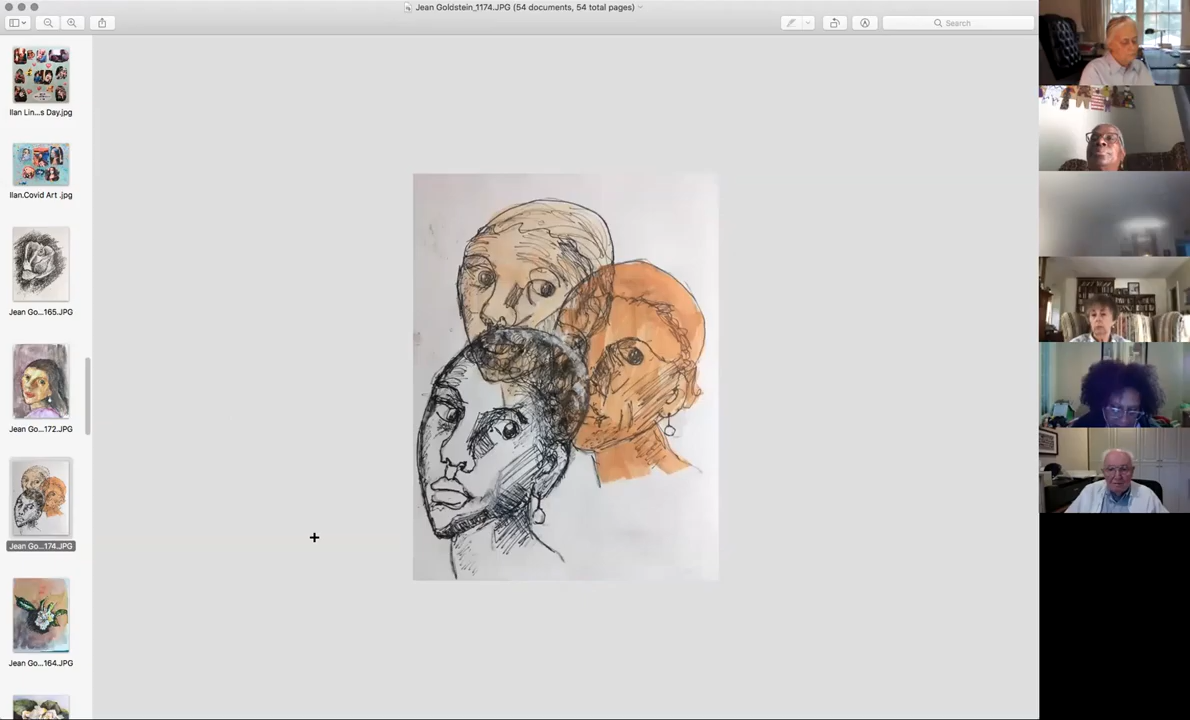 Jean Goldstein_1174.JPG (54 documents, 54 total pages)
Search
Ilan Lin...s Day.jpg
Ilan.Covid Art .jpg
Jean Go...165.JPG
Jean Go...172.JPG
Jean Go...174.JPG
Jean Go...164.JPG